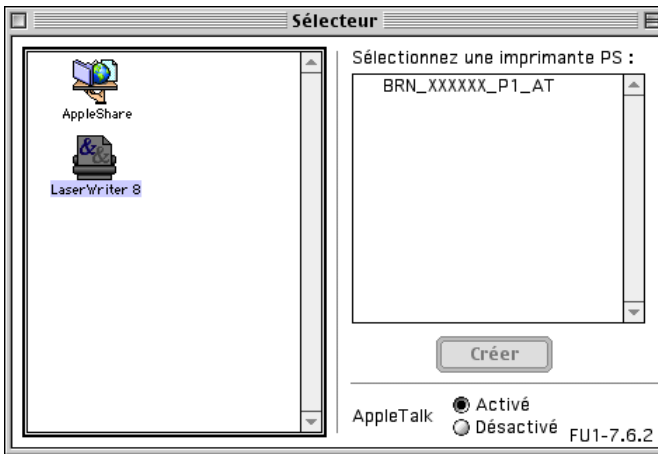 Sélecteur
AppleShare
LaserWriter 8
Sélectionnez une imprimante PS :
BRN_XXXXXX_P1_AT
Créer
AppleTalk
Activé
Désactivé
FU1-7.6.2